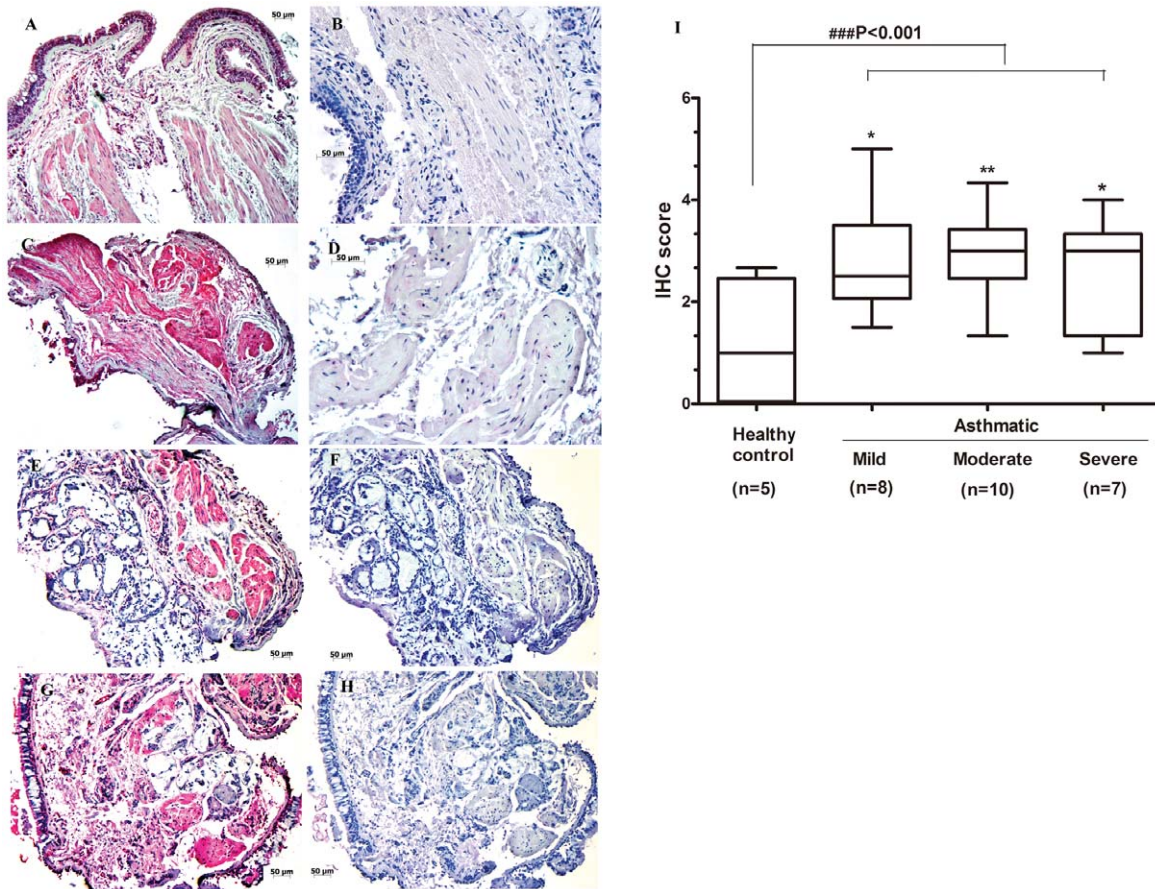 A
50 µm
B
50 µm
C
50 µm
D
50 µm
E
50 µm
F
50 µm
G
50 µm
H
50 µm
I
###P<0.001
IHC score
6
4
2
0
*
**
*
Healthy control
(n=5)
Asthmatic
Mild Moderate Severe
(n=8) (n=10) (n=7)